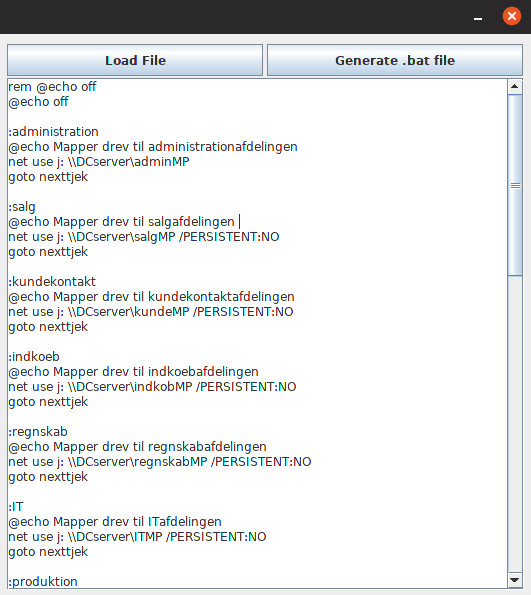 Load File
Generate .bat file
rem @echo off
@echo off
:administration
@echo Mapper drev til administrationafdelingen
net use j: \\DCserver\adminMP
goto nexttjek
:salg
@echo Mapper drev til salgafdelingen
net use j: \\DCserver\salgMP /PERSISTENT:NO
goto nexttjek
:kundekontakt
@echo Mapper drev til kundekontaktafdelingen
net use j: \\DCserver\kundeMP /PERSISTENT:NO
goto nexttjek
:indkoeb
@echo Mapper drev til indkoebafdelingen
net use j: \\DCserver\indkobMP /PERSISTENT:NO
goto nexttjek
:regnskab
@echo Mapper drev til regnskabafdelingen
net use j: \\DCserver\regnskabMP /PERSISTENT:NO
goto nexttjek
:IT
@echo Mapper drev til ITafdelingen
net use j: \\DCserver\ITMP /PERSISTENT:NO
goto nexttjek
:produktion